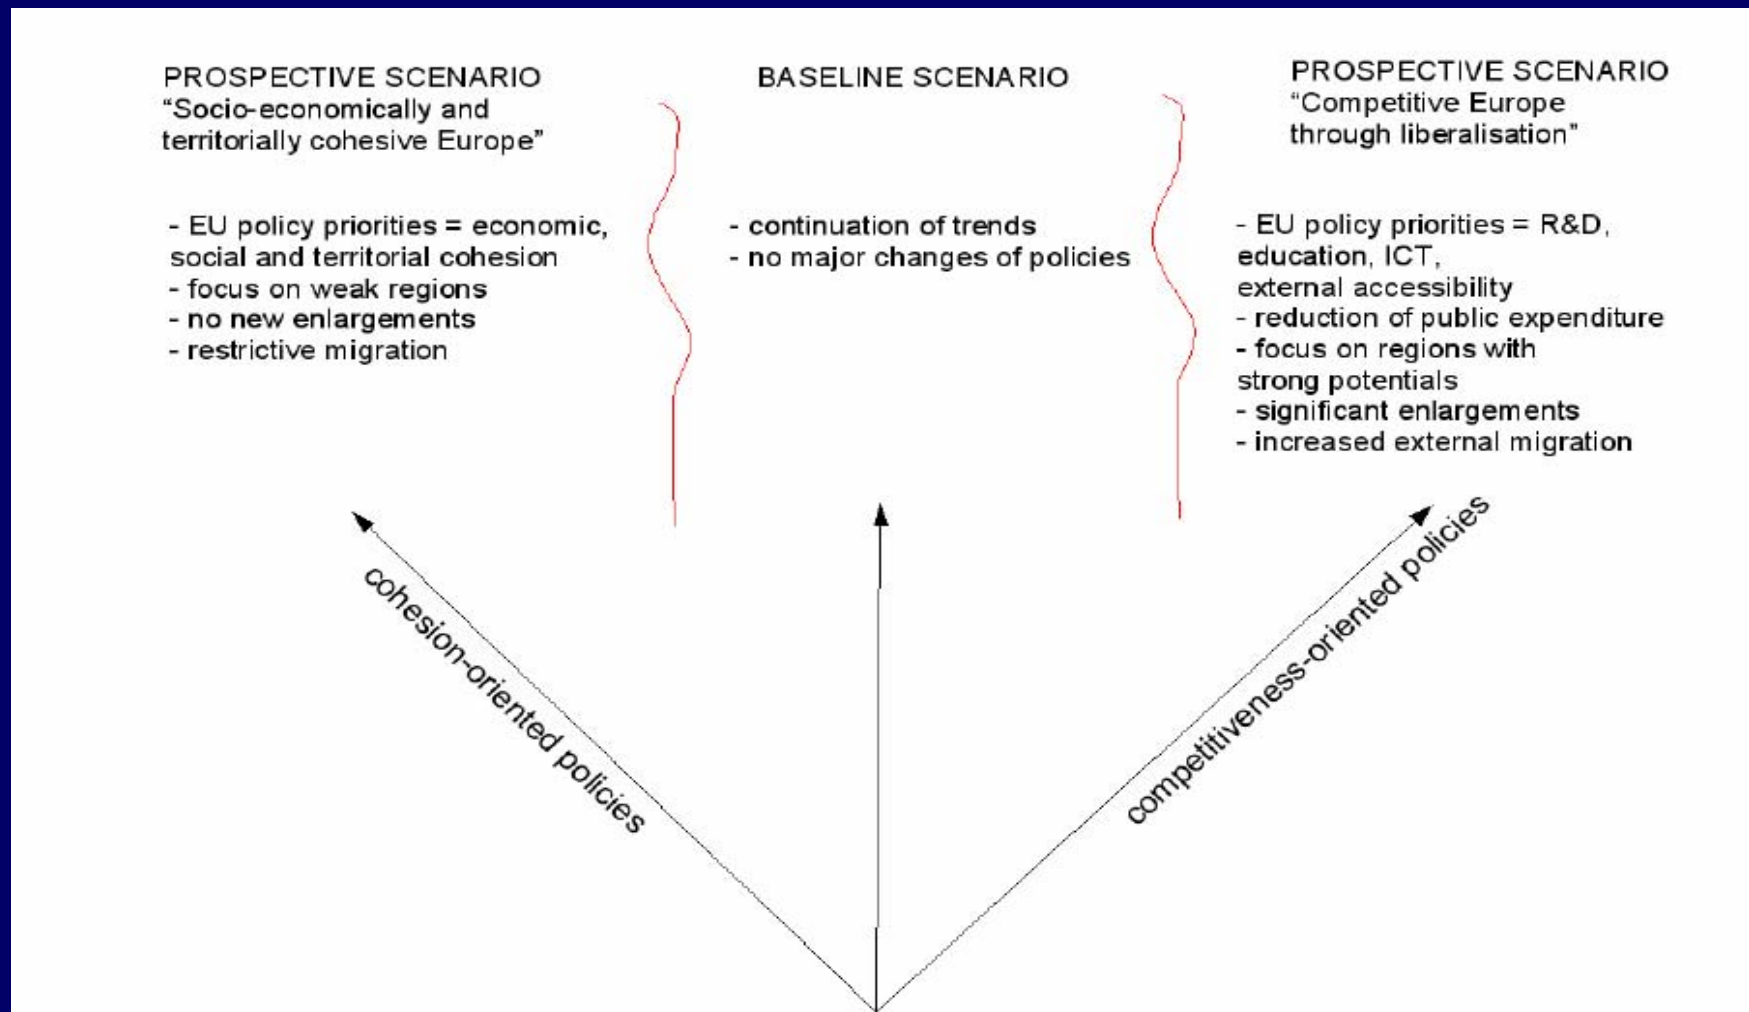 PROSPECTIVE SCENARIO
“Socio-economically and
territorially cohesive Europe”
- EU policy priorities = economic,
social and territorial cohesion
- focus on weak regions
- no new enlargements
- restrictive migration
BASELINE SCENARIO
- continuation of trends
- no major changes of policies
PROSPECTIVE SCENARIO
“Competitive Europe
through liberalisation”
- EU policy priorities = R&D,
education, ICT,
external accessibility
- reduction of public expenditure
- focus on regions with
strong potentials
- significant enlargements
- increased external migration
cohesion-oriented policies
competitiveness-oriented policies